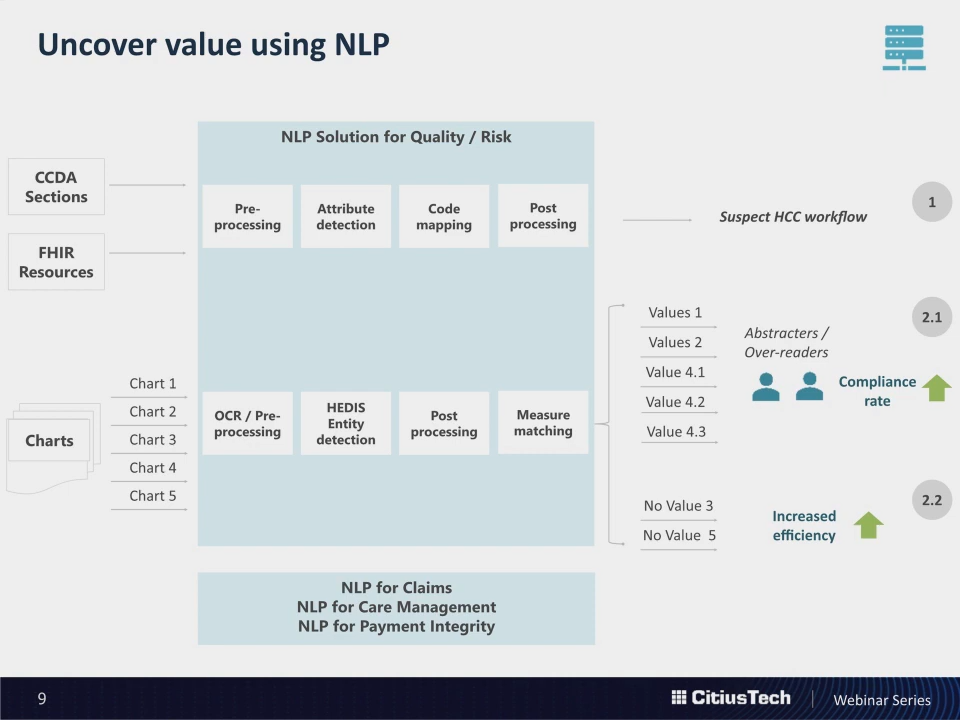 Uncover value using NLP
NLP Solution for Quality / Risk
CCDA
Sections
FHIR
Resources
Pre-
processing
Attribute
detection
Code
mapping
Post
processing
Suspect HCC workflow
1
Charts
Chart 1
Chart 2
Chart 3
Chart 4
Chart 5
OCR / Pre-
processing
HEDIS
Entity
detection
Post
processing
Measure
matching
Values 1
Values 2
Value 4.1
Value 4.2
Value 4.3
Abstracters /
Over-readers
Compliance
rate
2.1
No Value 3
No Value 5
Increased
efficiency
2.2
NLP for Claims
NLP for Care Management
NLP for Payment Integrity
9
CitiusTech
Webinar Series